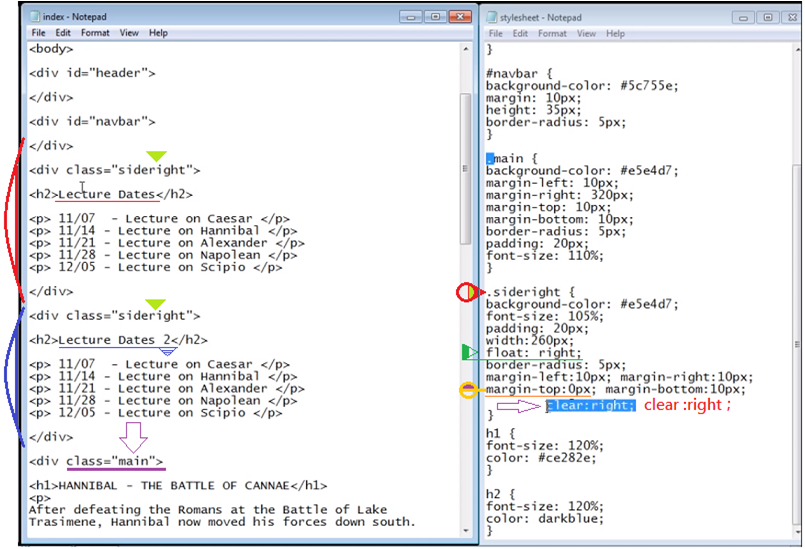 index - Notepad
File Edit Format View Help
<body>
<div id="header">
</div>
<div id="navbar">
</div>
<div class="sideright">
<h2>Lecture Dates</h2>
<p> 11/07  - Lecture on Caesar </p>
<p> 11/14 - Lecture on Hannibal </p>
<p> 11/21 - Lecture on Alexander </p>
<p> 11/28 - Lecture on Napolean </p>
<p> 12/05 - Lecture on Scipio </p>
</div>
<div class="sideright">
<h2>Lecture Dates 2</h2>
<p> 11/07  - Lecture on Caesar </p>
<p> 11/14 - Lecture on Hannibal </p>
<p> 11/21 - Lecture on Alexander </p>
<p> 11/28 - Lecture on Napolean </p>
<p> 12/05 - Lecture on Scipio </p>
</div>
<div class="main">
<h1>HANNIBAL - THE BATTLE OF CANNAE</h1>
<p>
After defeating the Romans at the Battle of Lake
Trasimene, Hannibal now moved his forces down south.
stylesheet - Notepad
File Edit Format View Help
}
#navbar {
background-color: #5c755e;
margin: 10px;
height: 35px;
border-radius: 5px;
}
.main {
background-color: #e5e4d7;
margin-left: 10px;
margin-right: 320px;
margin-top: 10px;
margin-bottom: 10px;
border-radius: 5px;
padding: 20px;
font-size: 110%;
}
.sideright {
background-color: #e5e4d7;
font-size: 105%;
padding: 20px;
width:260px;
float: right;
border-radius: 5px;
margin-left:10px; margin-right:10px;
margin-top:0px; margin-bottom:10px;
clear:right; clear :right ;
}
h1 {
font-size: 120%;
color: #ce282e;
}
h2 {
font-size: 120%;
color: darkblue;
}